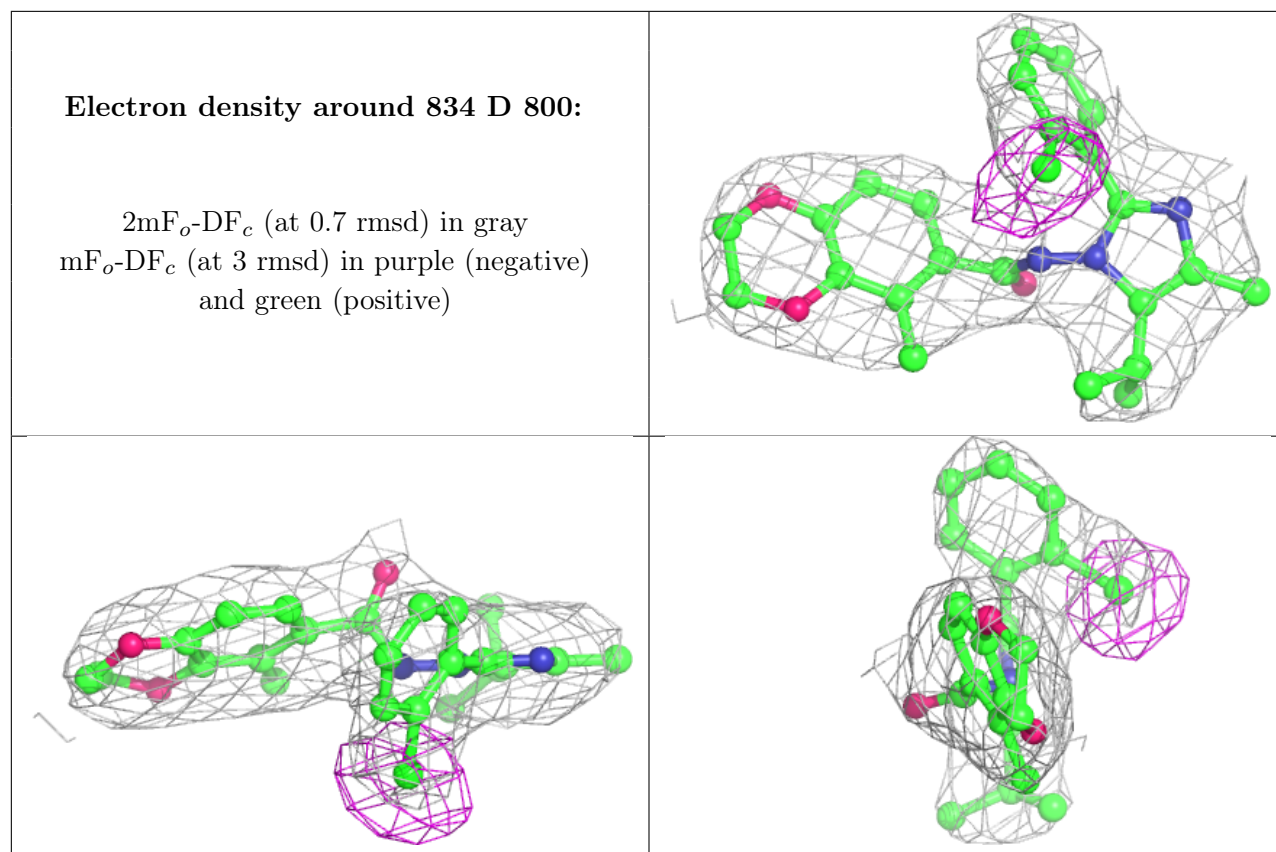 Electron density around 834 D 800:
2mFₒ-DF𝒸 (at 0.7 rmsd) in gray
mFₒ-DF𝒸 (at 3 rmsd) in purple (negative)
and green (positive)